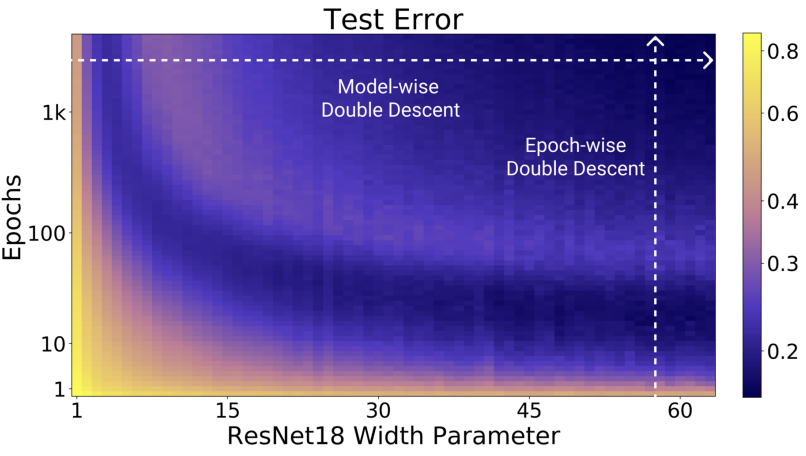 Test Error
Model-wise
Double Descent
Epoch-wise
Double Descent
Epochs
1k
100
10
1
1 15 30 45 60
ResNet18 Width Parameter
0.8
0.6
0.4
0.3
0.2